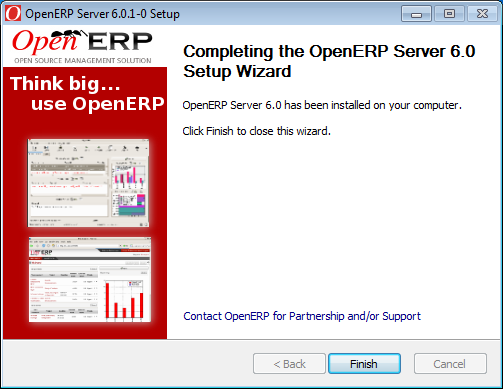 OpenERP Server 6.0.1-0 Setup
Open ERP
OPEN SOURCE MANAGEMENT SOLUTION
Think big...
use OpenERP
Completing the OpenERP Server 6.0
Setup Wizard
OpenERP Server 6.0 has been installed on your computer.
Click Finish to close this wizard.
Contact OpenERP for Partnership and/or Support
< Back
Finish
Cancel